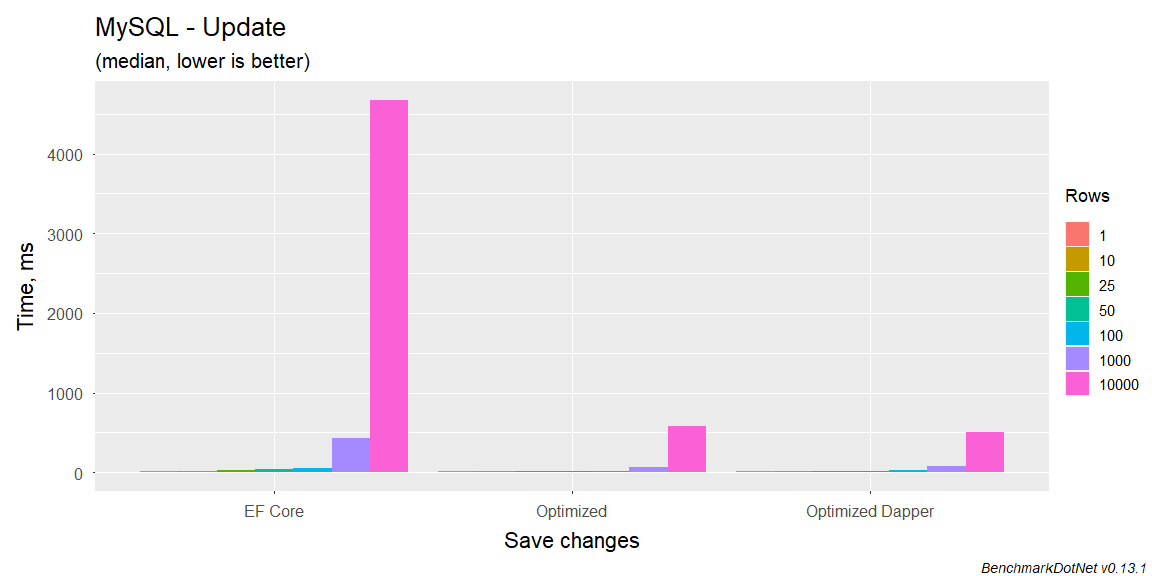 MySQL - Update
(median, lower is better)
Time, ms
4000
3000
2000
1000
0
EF Core
Optimized
Optimized Dapper
Save changes
Rows
1
10
25
50
100
1000
10000
BenchmarkDotNet v0.13.1